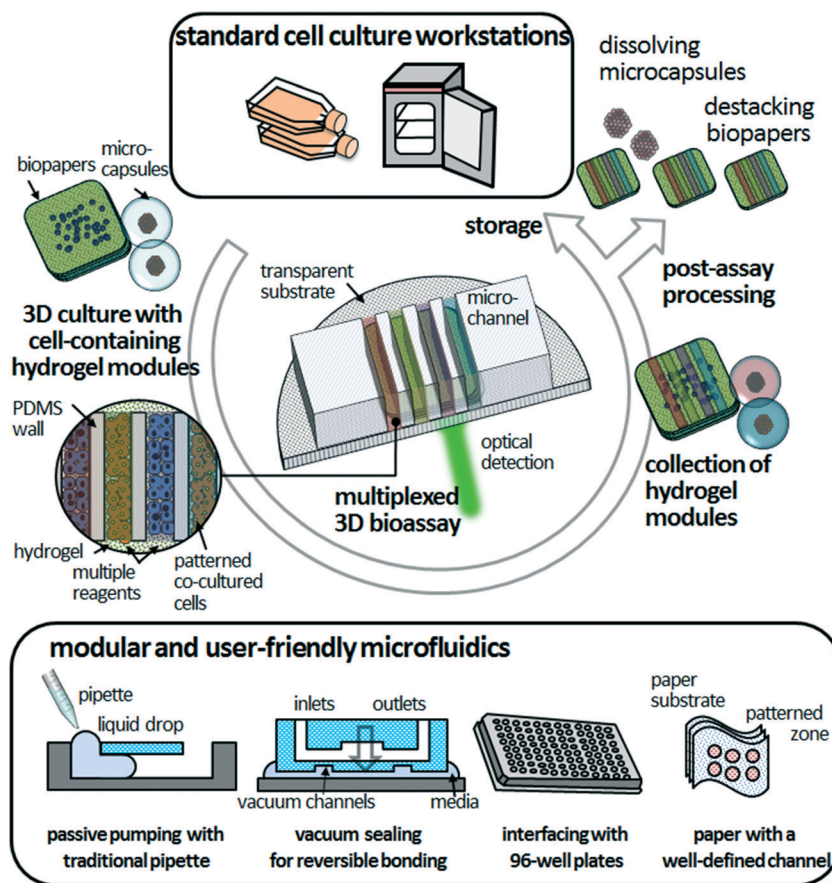 standard cell culture workstations
dissolving
microcapsules
destacking
biopapers
biopapers
micro-
capsules
storage
post-assay
processing
transparent
substrate
micro-
channel
3D culture with
cell-containing
hydrogel modules
PDMS
wall
optical
detection
multiplexed
3D bioassay
collection of
hydrogel
modules
hydrogel
multiple
reagents
patterned
co-cultured
cells
modular and user-friendly microfluidics
pipette
liquid drop
inlets
outlets
vacuum channels
media
paper
substrate
patterned
zone
passive pumping with
traditional pipette
vacuum sealing
for reversible bonding
interfacing with
96-well plates
paper with a
well-defined channel